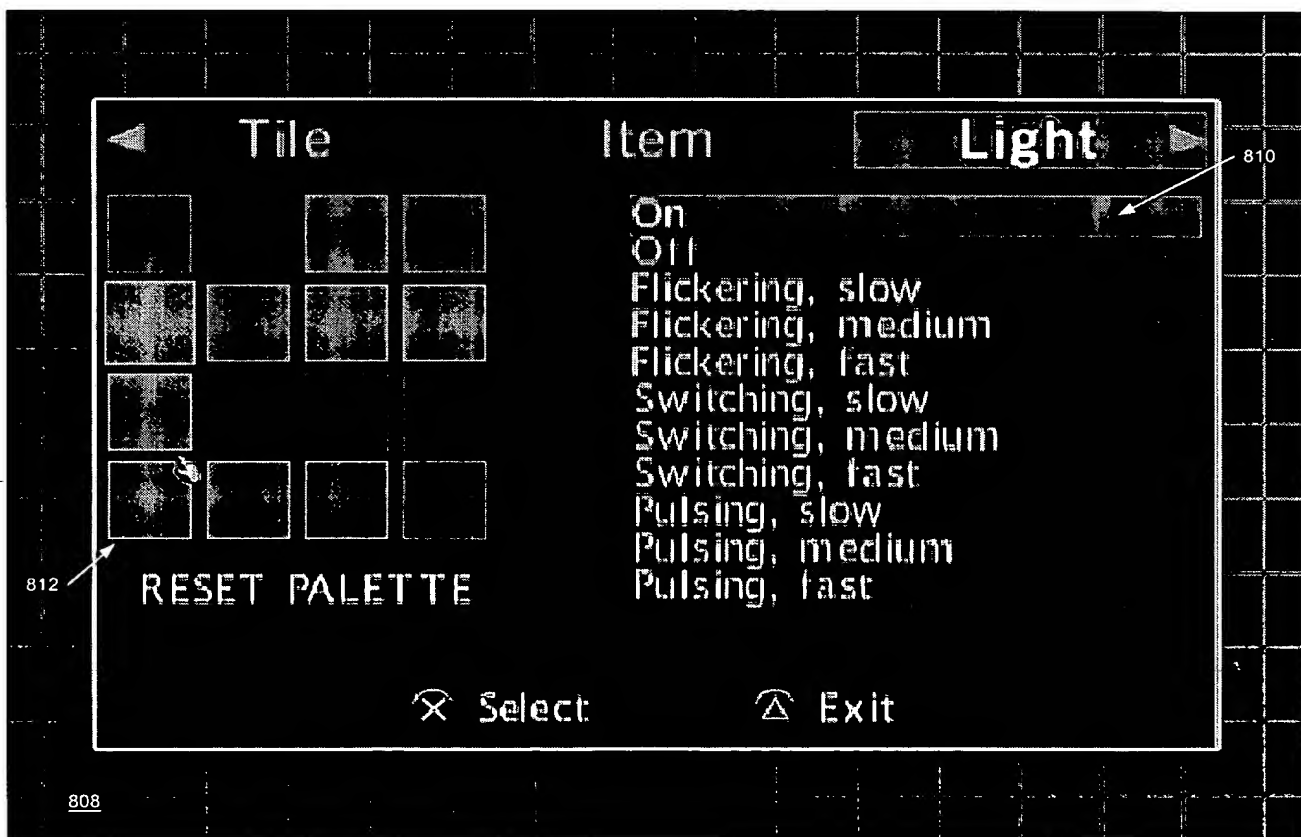 Tile Item Light
810
On
Off
Flickering, slow
Flickering, medium
Flickering, fast
Switching, slow
Switching, medium
Switching, fast
Pulsing, slow
Pulsing, medium
Pulsing, fast
812
RESET PALETTE
Select Exit
808